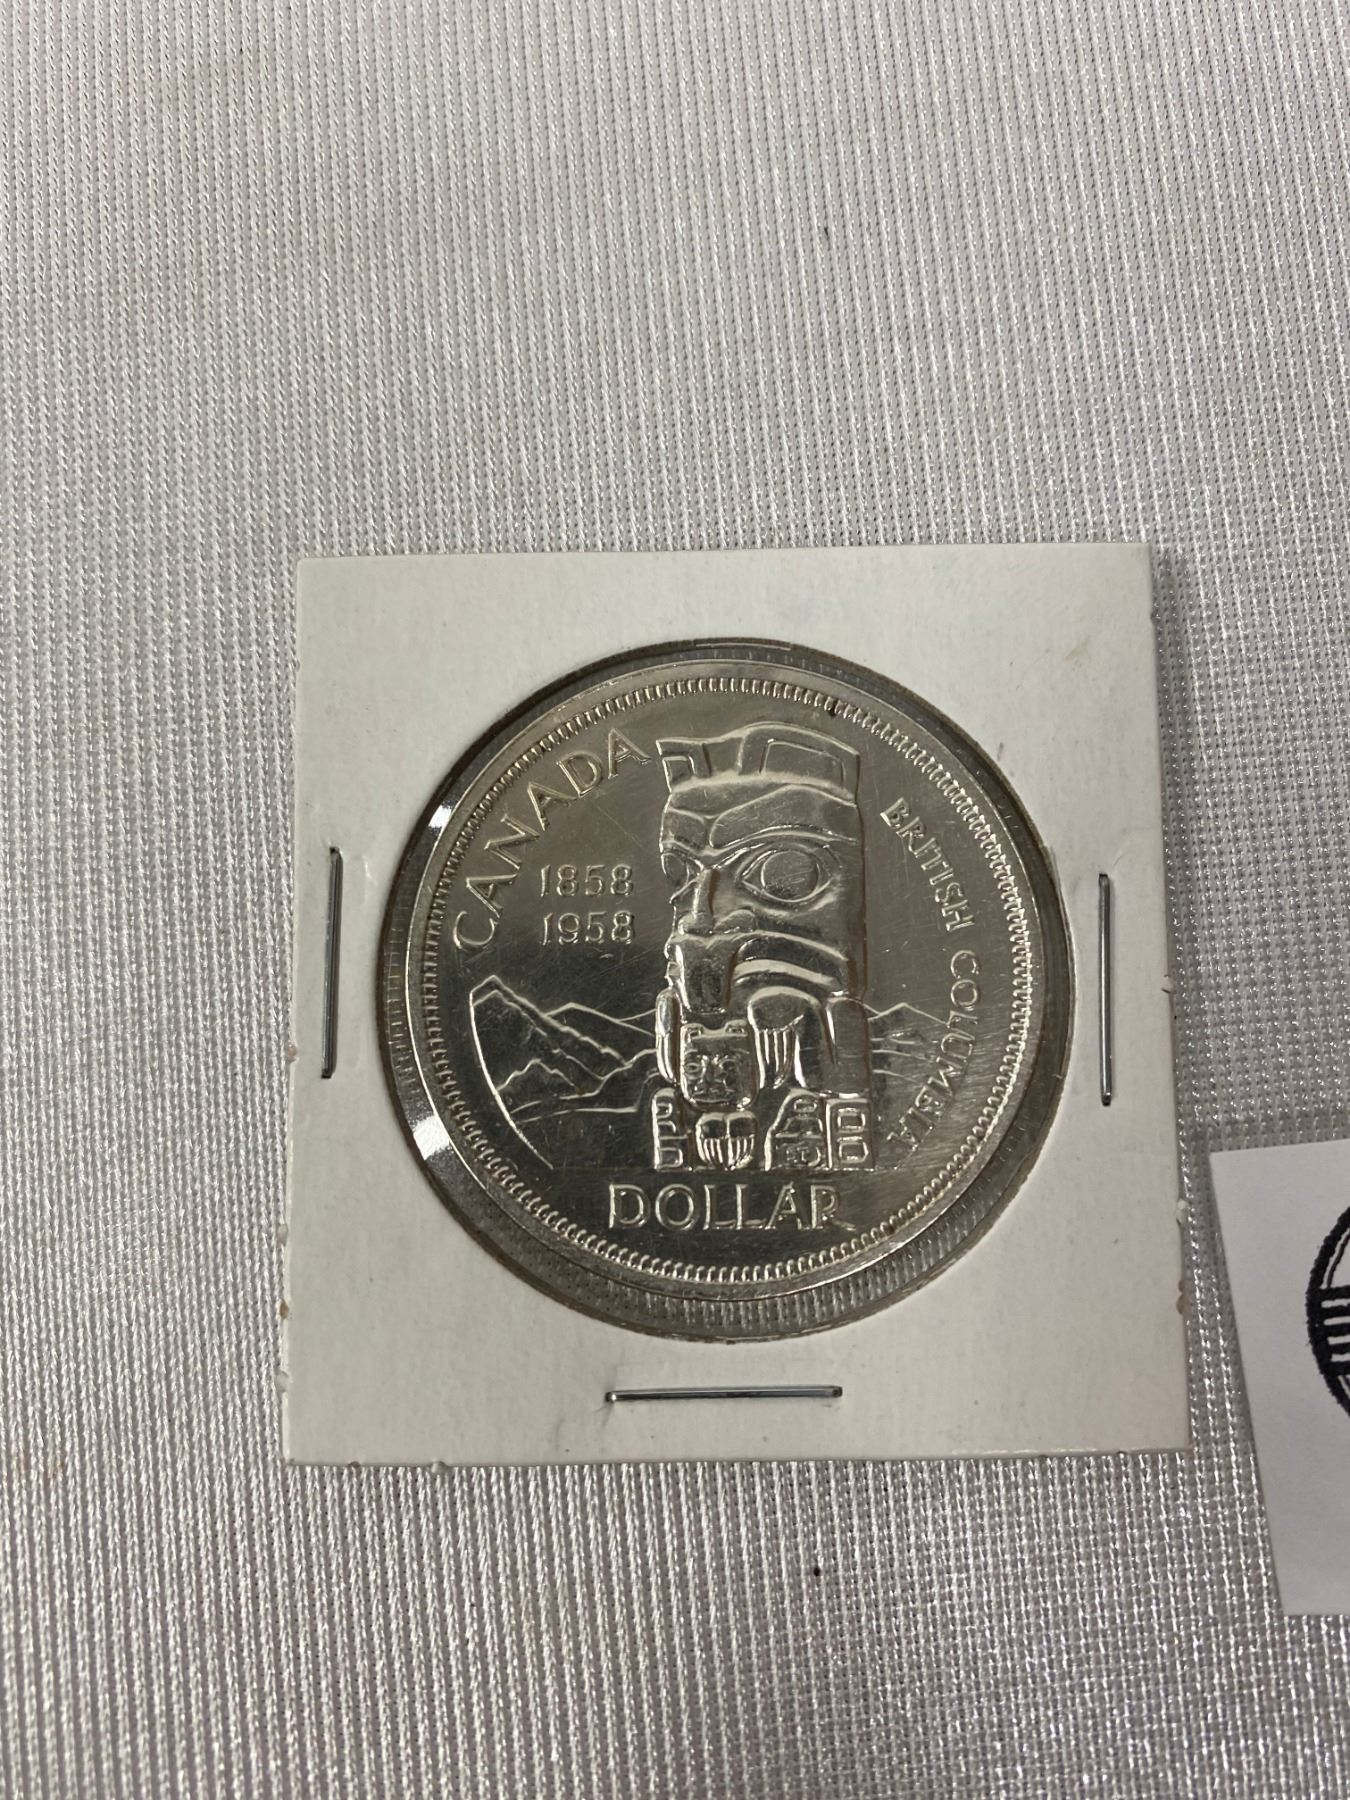 CANADA
1858
1958
BRITISH COLUMBIA
DOLLAR